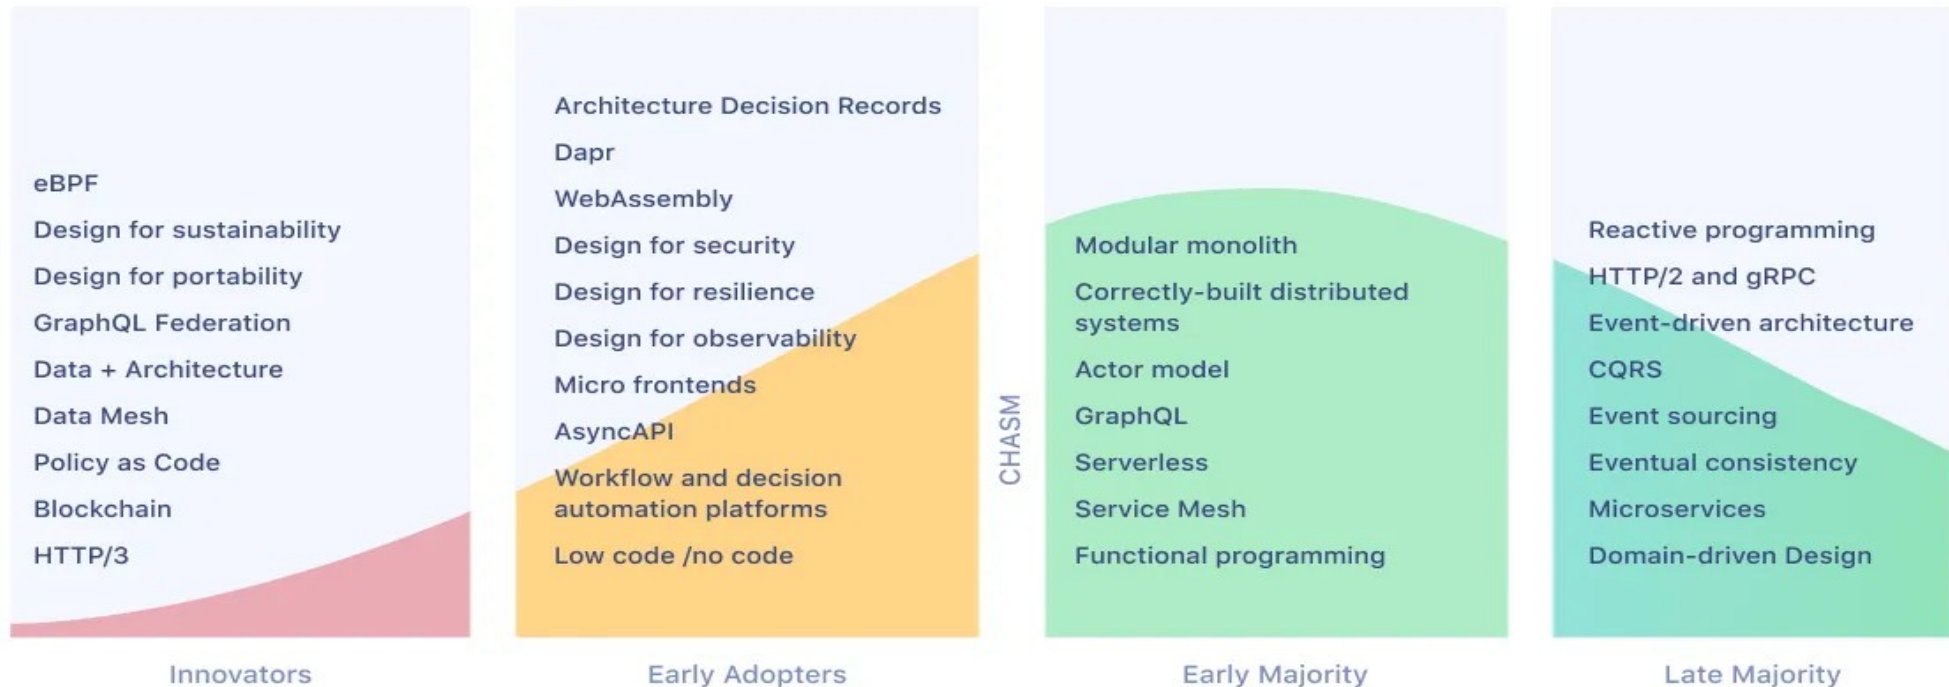 eBPF
Design for sustainability
Design for portability
GraphQL Federation
Data + Architecture
Data Mesh
Policy as Code
Blockchain
HTTP/3
Innovators
Architecture Decision Records
Dapr
WebAssembly
Design for security
Design for resilience
Design for observability
Micro frontends
AsyncAPI
Workflow and decision
automation platforms
Low code /no code
Early Adopters
CHASM
Modular monolith
Correctly-built distributed
systems
Actor model
GraphQL
Serverless
Service Mesh
Functional programming
Early Majority
Reactive programming
HTTP/2 and gRPC
Event-driven architecture
CQRS
Event sourcing
Eventual consistency
Microservices
Domain-driven Design
Late Majority